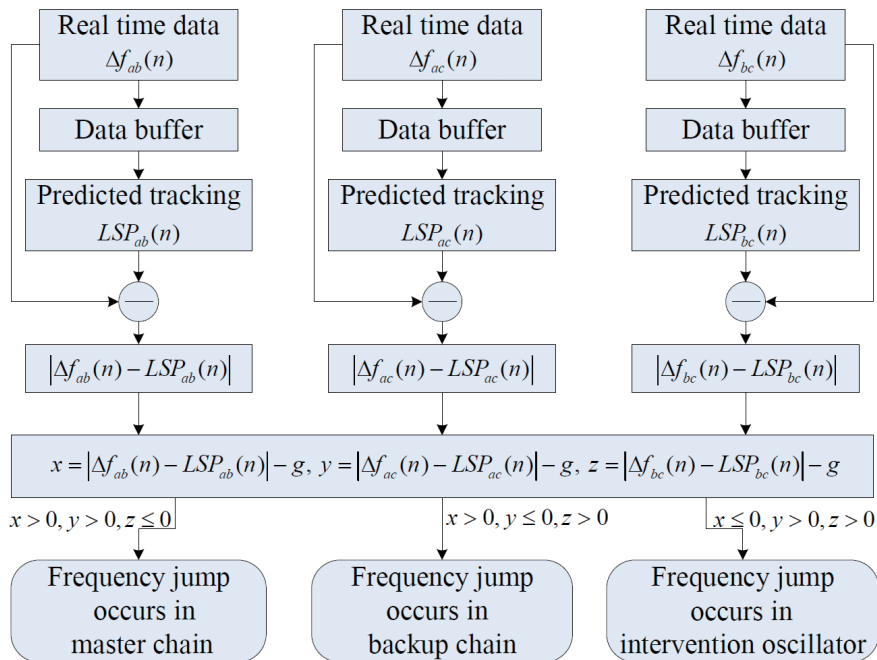 Real time data
Δf_ab(n)
Real time data
Δf_ac(n)
Real time data
Δf_bc(n)
Data buffer
Data buffer
Data buffer
Predicted tracking
LSP_ab(n)
Predicted tracking
LSP_ac(n)
Predicted tracking
LSP_bc(n)
|Δf_ab(n) − LSP_ab(n)|
|Δf_ac(n) − LSP_ac(n)|
|Δf_bc(n) − LSP_bc(n)|
x = |Δf_ab(n) − LSP_ab(n)| − g, y = |Δf_ac(n) − LSP_ac(n)| − g, z = |Δf_bc(n) − LSP_bc(n)| − g
x > 0, y > 0, z ≤ 0
x > 0, y ≤ 0, z > 0
x ≤ 0, y > 0, z > 0
Frequency jump
occurs in
master chain
Frequency jump
occurs in
backup chain
Frequency jump
occurs in
intervention oscillator